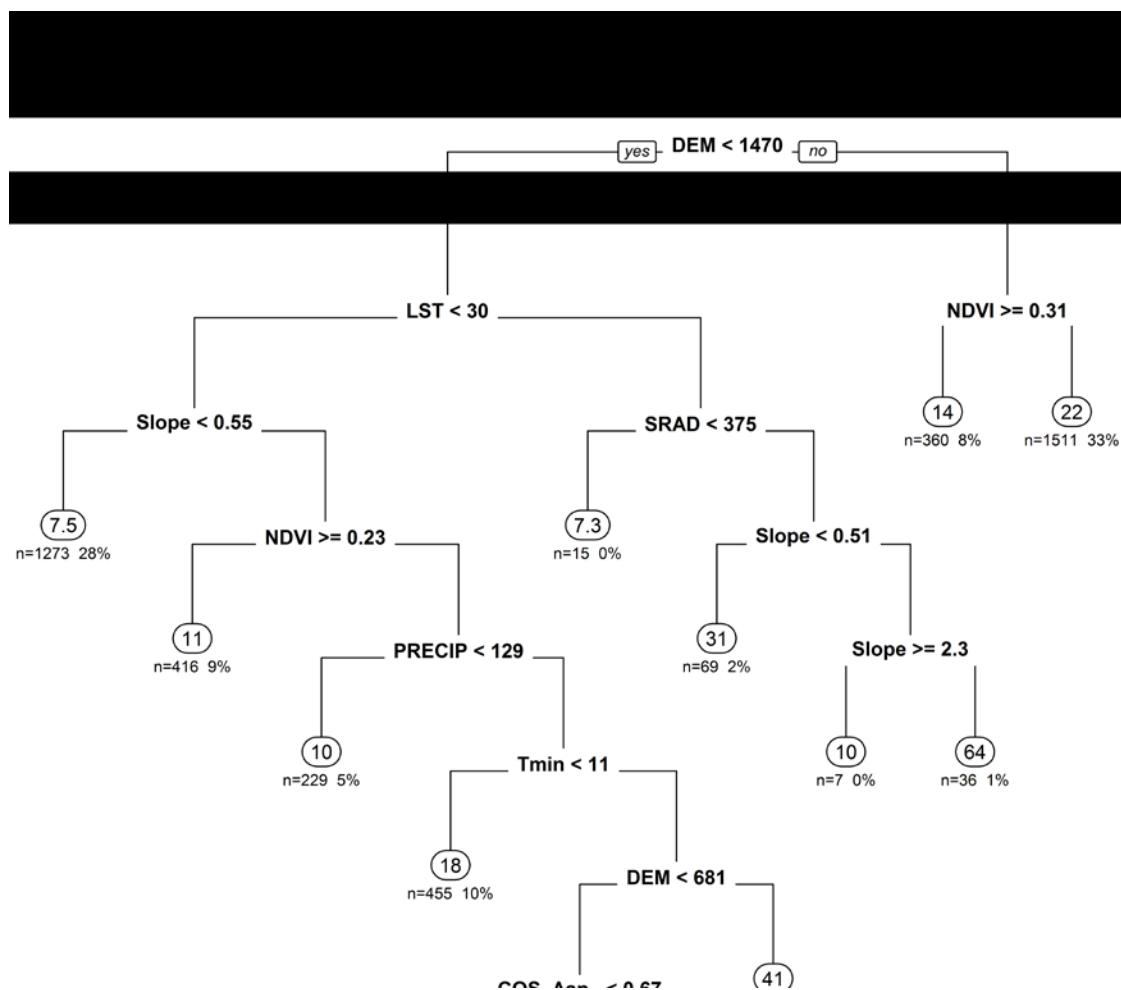 yes DEM < 1470 no
LST < 30
NDVI >= 0.31
Slope < 0.55
SRAD < 375
14
22
n=360 8%
n=1511 33%
7.5
n=1273 28%
NDVI >= 0.23
7.3
n=15 0%
Slope < 0.51
11
n=416 9%
PRECIP < 129
31
n=69 2%
Slope >= 2.3
10
n=229 5%
Tmin < 11
10
n=7 0%
64
n=36 1%
18
n=455 10%
DEM < 681
41
< 0.67